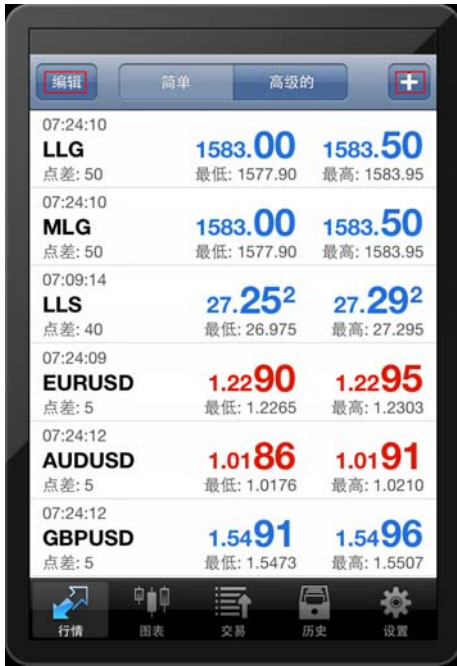 编辑 简单 高级的 +
07:24:10
LLG 1583.00 1583.50
点差: 50 最低: 1577.90 最高: 1583.95
07:24:10
MLG 1583.00 1583.50
点差: 50 最低: 1577.90 最高: 1583.95
07:09:14
LLS 27.252 27.292
点差: 40 最低: 26.975 最高: 27.295
07:24:09
EURUSD 1.2290 1.2295
点差: 5 最低: 1.2265 最高: 1.2303
07:24:12
AUDUSD 1.0186 1.0191
点差: 5 最低: 1.0176 最高: 1.0210
07:24:12
GBPUSD 1.5491 1.5496
点差: 5 最低: 1.5473 最高: 1.5507
行情 图表 交易 历史 设置